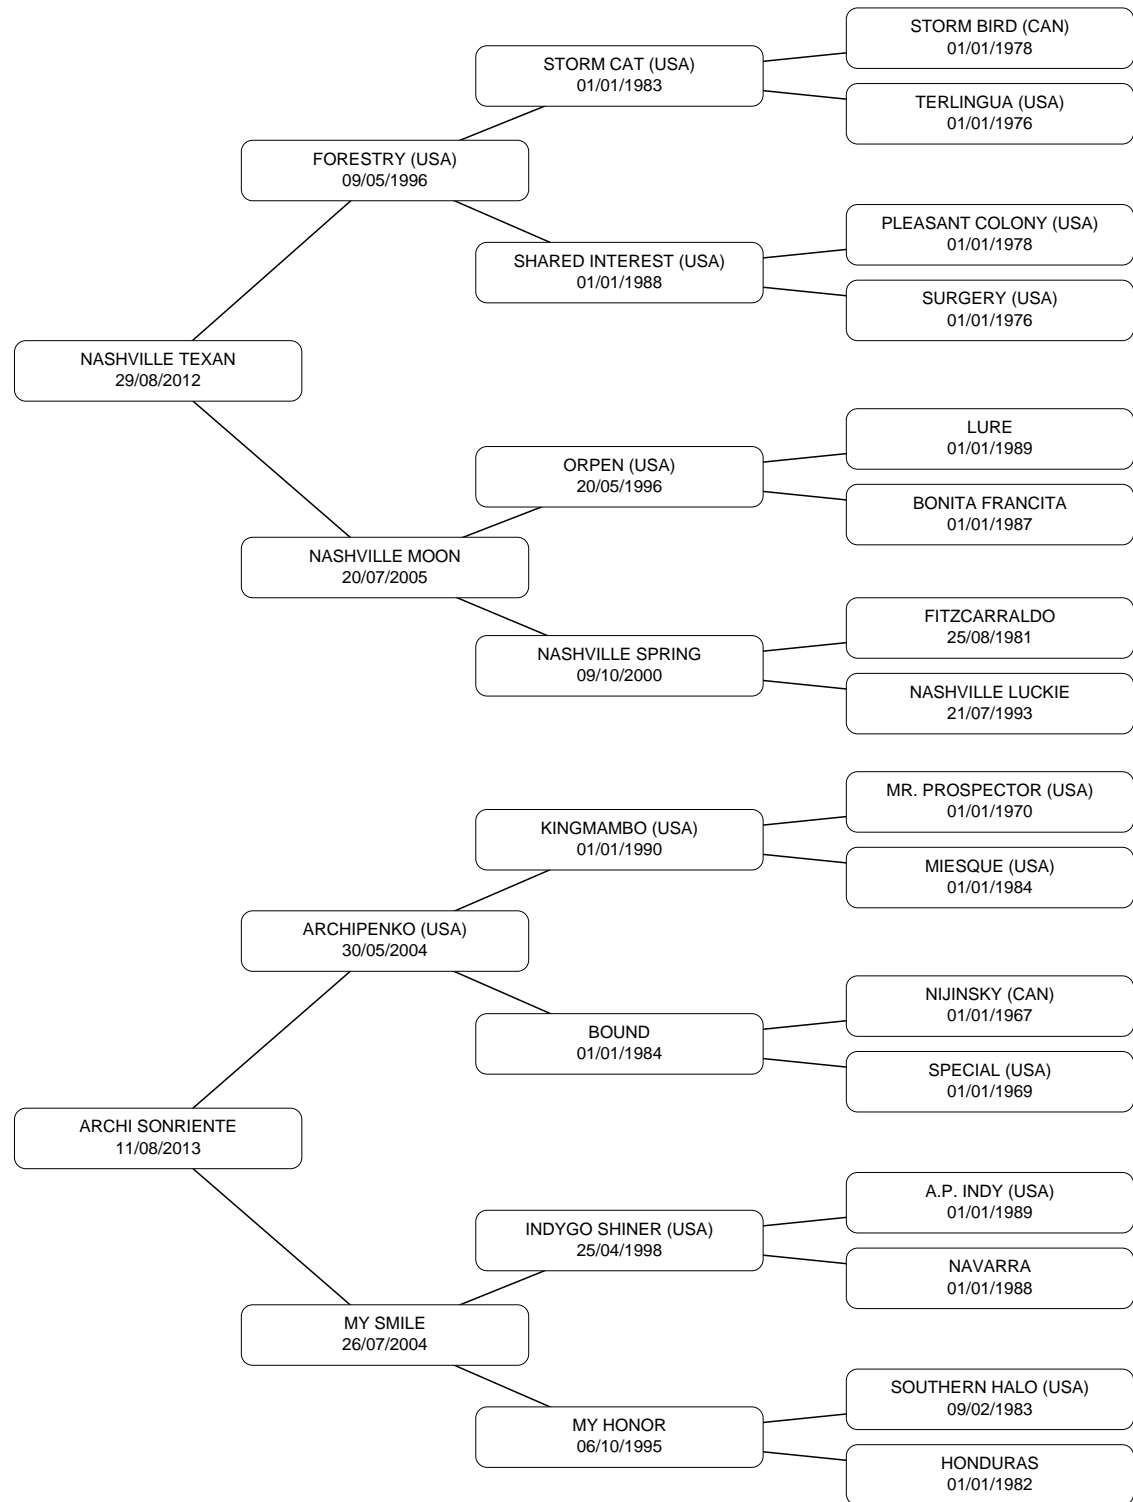 STORM BIRD (CAN)
01/01/1978
STORM CAT (USA)
01/01/1983
TERLINGUA (USA)
01/01/1976
FORESTRY (USA)
09/05/1996
PLEASANT COLONY (USA)
01/01/1978
SHARED INTEREST (USA)
01/01/1988
SURGERY (USA)
01/01/1976
NASHVILLE TEXAN
29/08/2012
LURE
01/01/1989
ORPEN (USA)
20/05/1996
BONITA FRANCITA
01/01/1987
NASHVILLE MOON
20/07/2005
FITZCARRALDO
25/08/1981
NASHVILLE SPRING
09/10/2000
NASHVILLE LUCKIE
21/07/1993
MR. PROSPECTOR (USA)
01/01/1970
KINGMAMBO (USA)
01/01/1990
MIESQUE (USA)
01/01/1984
ARCHIPENKO (USA)
30/05/2004
NIJINSKY (CAN)
01/01/1967
BOUND
01/01/1984
SPECIAL (USA)
01/01/1969
ARCHI SONRIENTE
11/08/2013
A.P. INDY (USA)
01/01/1989
INDYGO SHINER (USA)
25/04/1998
NAVARRA
01/01/1988
MY SMILE
26/07/2004
SOUTHERN HALO (USA)
09/02/1983
MY HONOR
06/10/1995
HONDURAS
01/01/1982